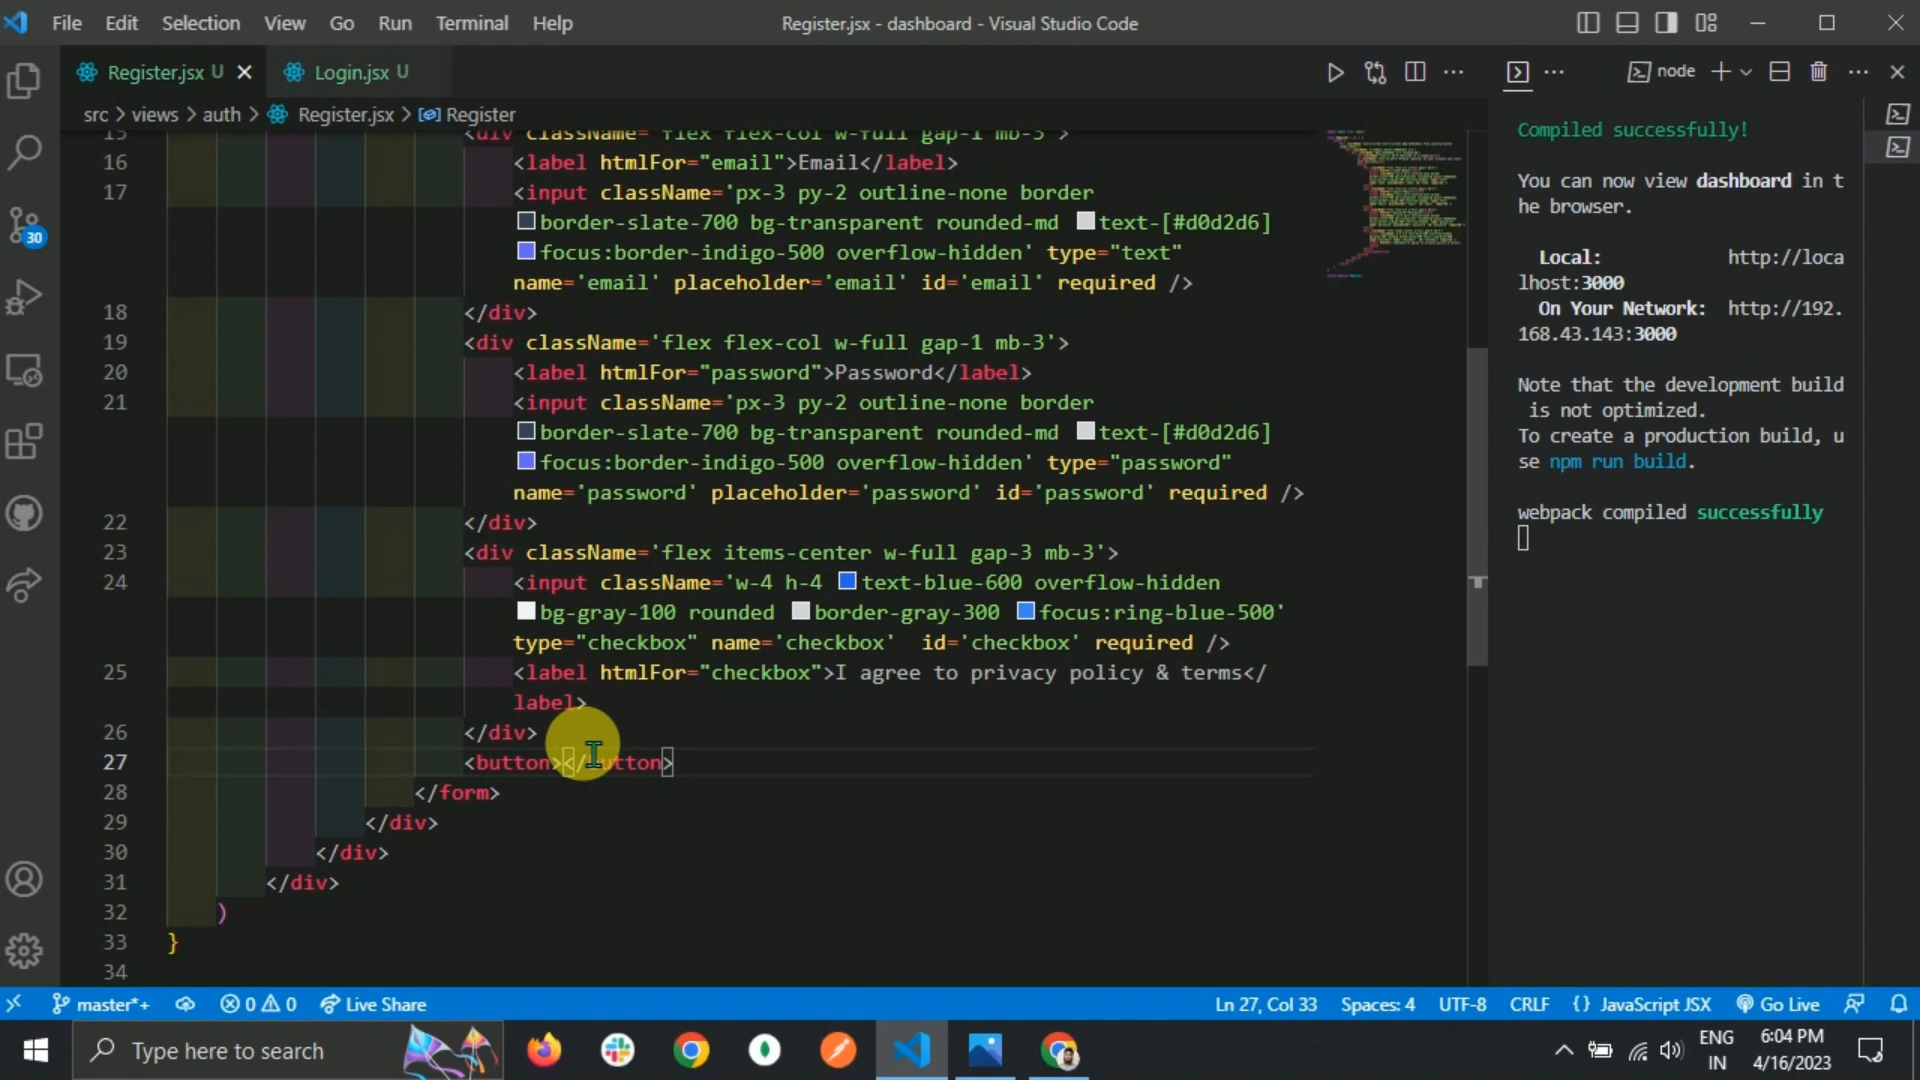 File Edit Selection View Go Run Terminal Help
Register.jsx - dashboard - Visual Studio Code
Register.jsx U
Login.jsx U
node
src > views > auth > Register.jsx > Register
15 <div className='flex flex-col w-full gap-1 mb-3'>
16 <label htmlFor="email">Email</label>
17 <input className='px-3 py-2 outline-none border
border-slate-700 bg-transparent rounded-md text-[#d0d2d6]
focus:border-indigo-500 overflow-hidden' type="text"
name='email' placeholder='email' id='email' required />
18 </div>
19 <div className='flex flex-col w-full gap-1 mb-3'>
20 <label htmlFor="password">Password</label>
21 <input className='px-3 py-2 outline-none border
border-slate-700 bg-transparent rounded-md text-[#d0d2d6]
focus:border-indigo-500 overflow-hidden' type="password"
name='password' placeholder='password' id='password' required />
22 </div>
23 <div className='flex items-center w-full gap-3 mb-3'>
24 <input className='w-4 h-4 text-blue-600 overflow-hidden
bg-gray-100 rounded border-gray-300 focus:ring-blue-500'
type="checkbox" name='checkbox'  id='checkbox' required />
25 <label htmlFor="checkbox">I agree to privacy policy & terms</
label>
26 </div>
27 <button></button>
28 </form>
29 </div>
30 </div>
31 </div>
32 )
33 }
34
Compiled successfully!
You can now view dashboard in t
he browser.
Local: http://loca
lhost:3000
On Your Network: http://192.
168.43.143:3000
Note that the development build
is not optimized.
To create a production build, u
se npm run build.
webpack compiled successfully
30
master*+
0 0
Live Share
Ln 27, Col 33
Spaces: 4
UTF-8
CRLF
{ } JavaScript JSX
Go Live
Type here to search
ENG
IN
6:04 PM
4/16/2023